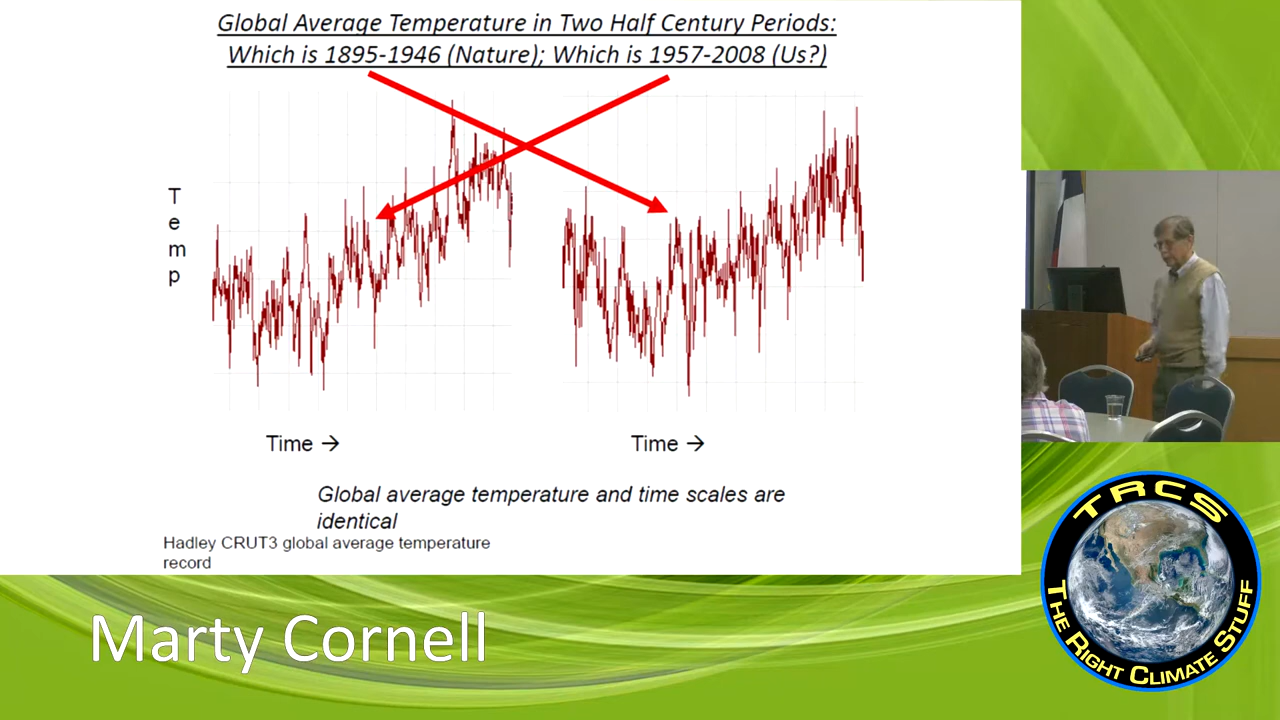 Global Average Temperature in Two Half Century Periods:
Which is 1895-1946 (Nature); Which is 1957-2008 (Us?)
T
e
m
p
Time →
Time →
Global average temperature and time scales are
identical
Hadley CRUT3 global average temperature
record
Marty Cornell
TRCS
THE RIGHT CLIMATE STUFF